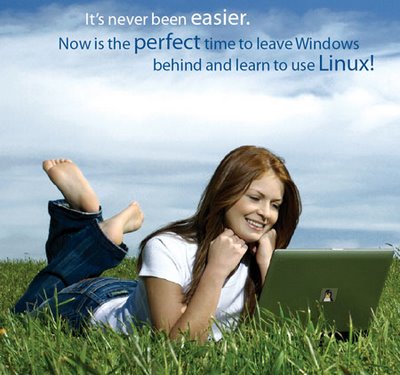 It's never been easier.
Now is the perfect time to leave Windows
behind and learn to use Linux!